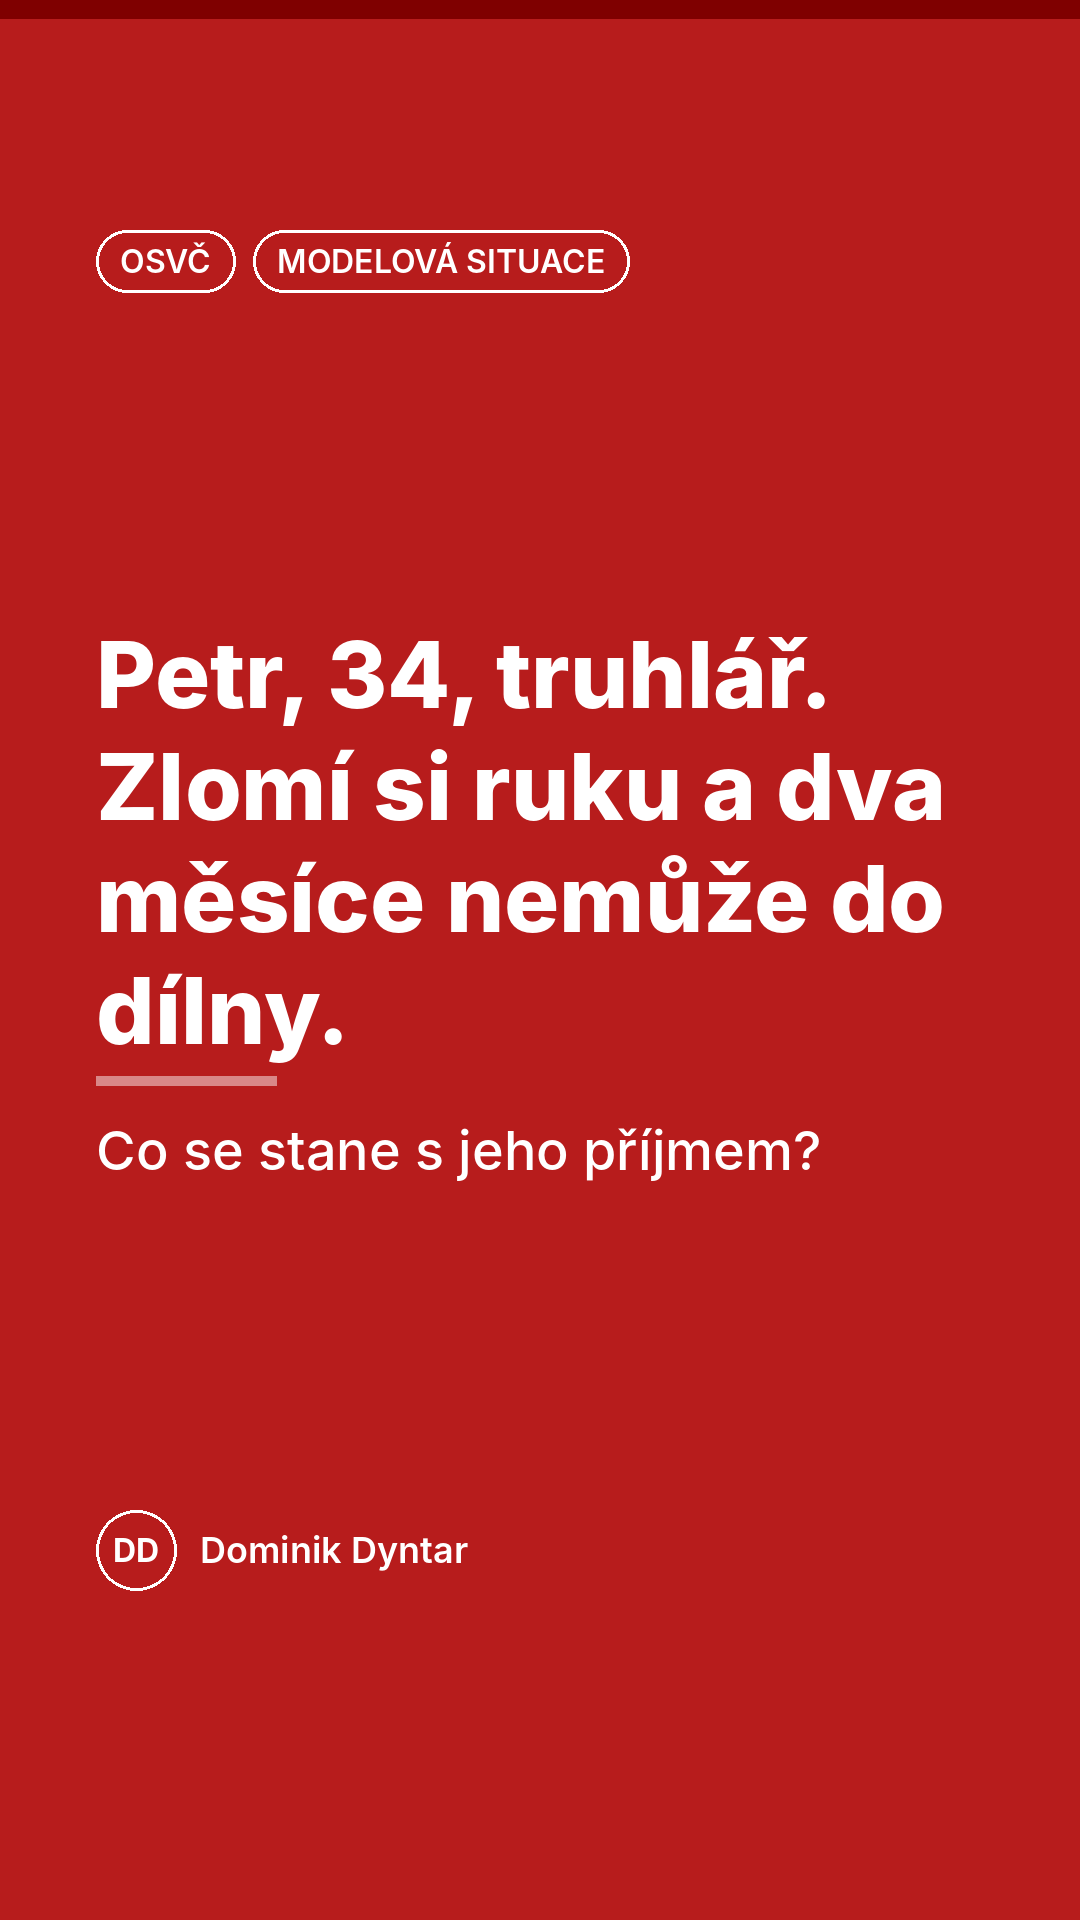 OSVČ MODELOVÁ SITUACE
Petr, 34, truhlář.
Zlomí si ruku a dva
měsíce nemůže do
dílny.
Co se stane s jeho příjmem?
DD Dominik Dyntar